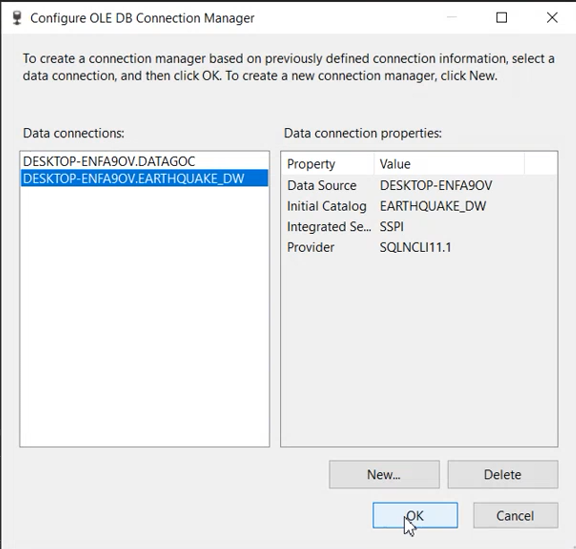 Configure OLE DB Connection Manager
To create a connection manager based on previously defined connection information, select a
data connection, and then click OK. To create a new connection manager, click New.
Data connections:
Data connection properties:
DESKTOP-ENFA9OV.DATAGOC
DESKTOP-ENFA9OV.EARTHQUAKE_DW
Property Value
Data Source DESKTOP-ENFA9OV
Initial Catalog EARTHQUAKE_DW
Integrated Se... SSPI
Provider SQLNCLI11.1
New... Delete
OK Cancel